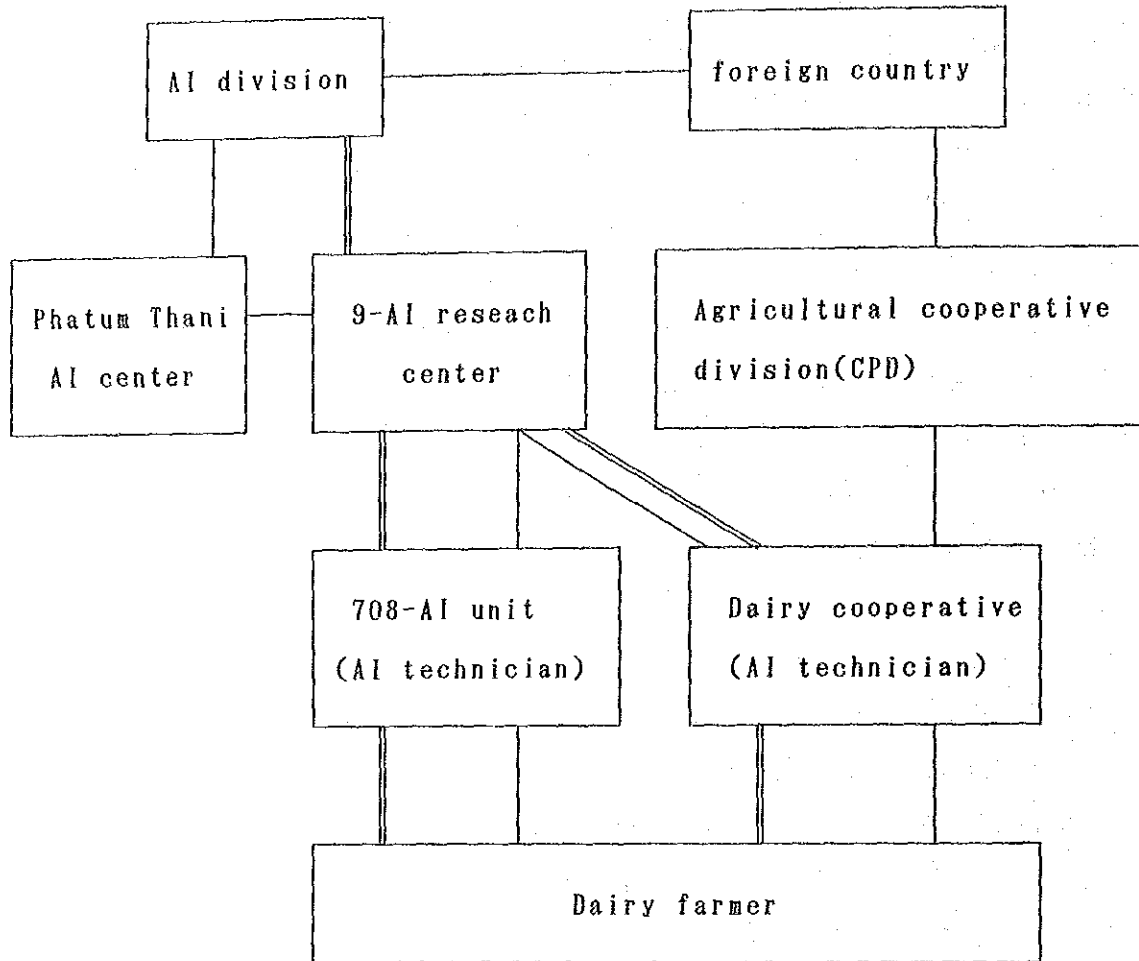 AI division
foreign country
Phatum Thani
AI center
9-AI reseach
center
Agricultural cooperative
division(CPD)
708-AI unit
(AI technician)
Dairy cooperative
(AI technician)
Dairy farmer